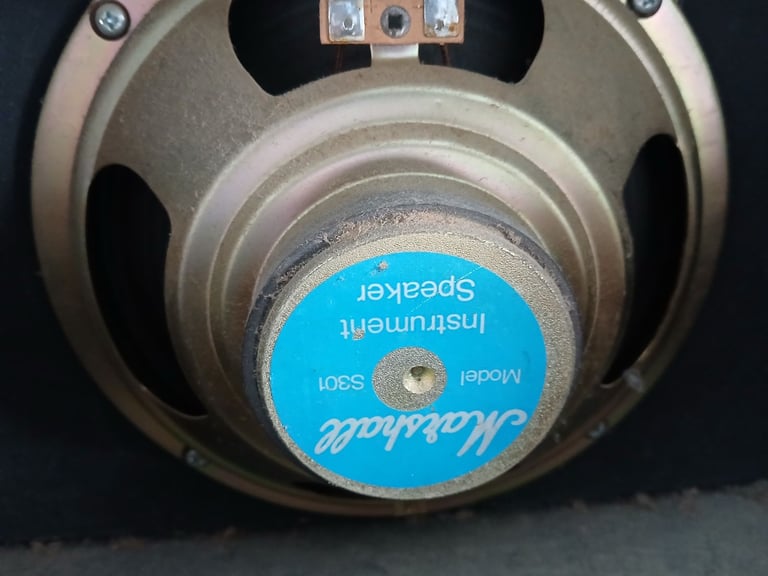 Marshall
Model S301
Instrument
Speaker